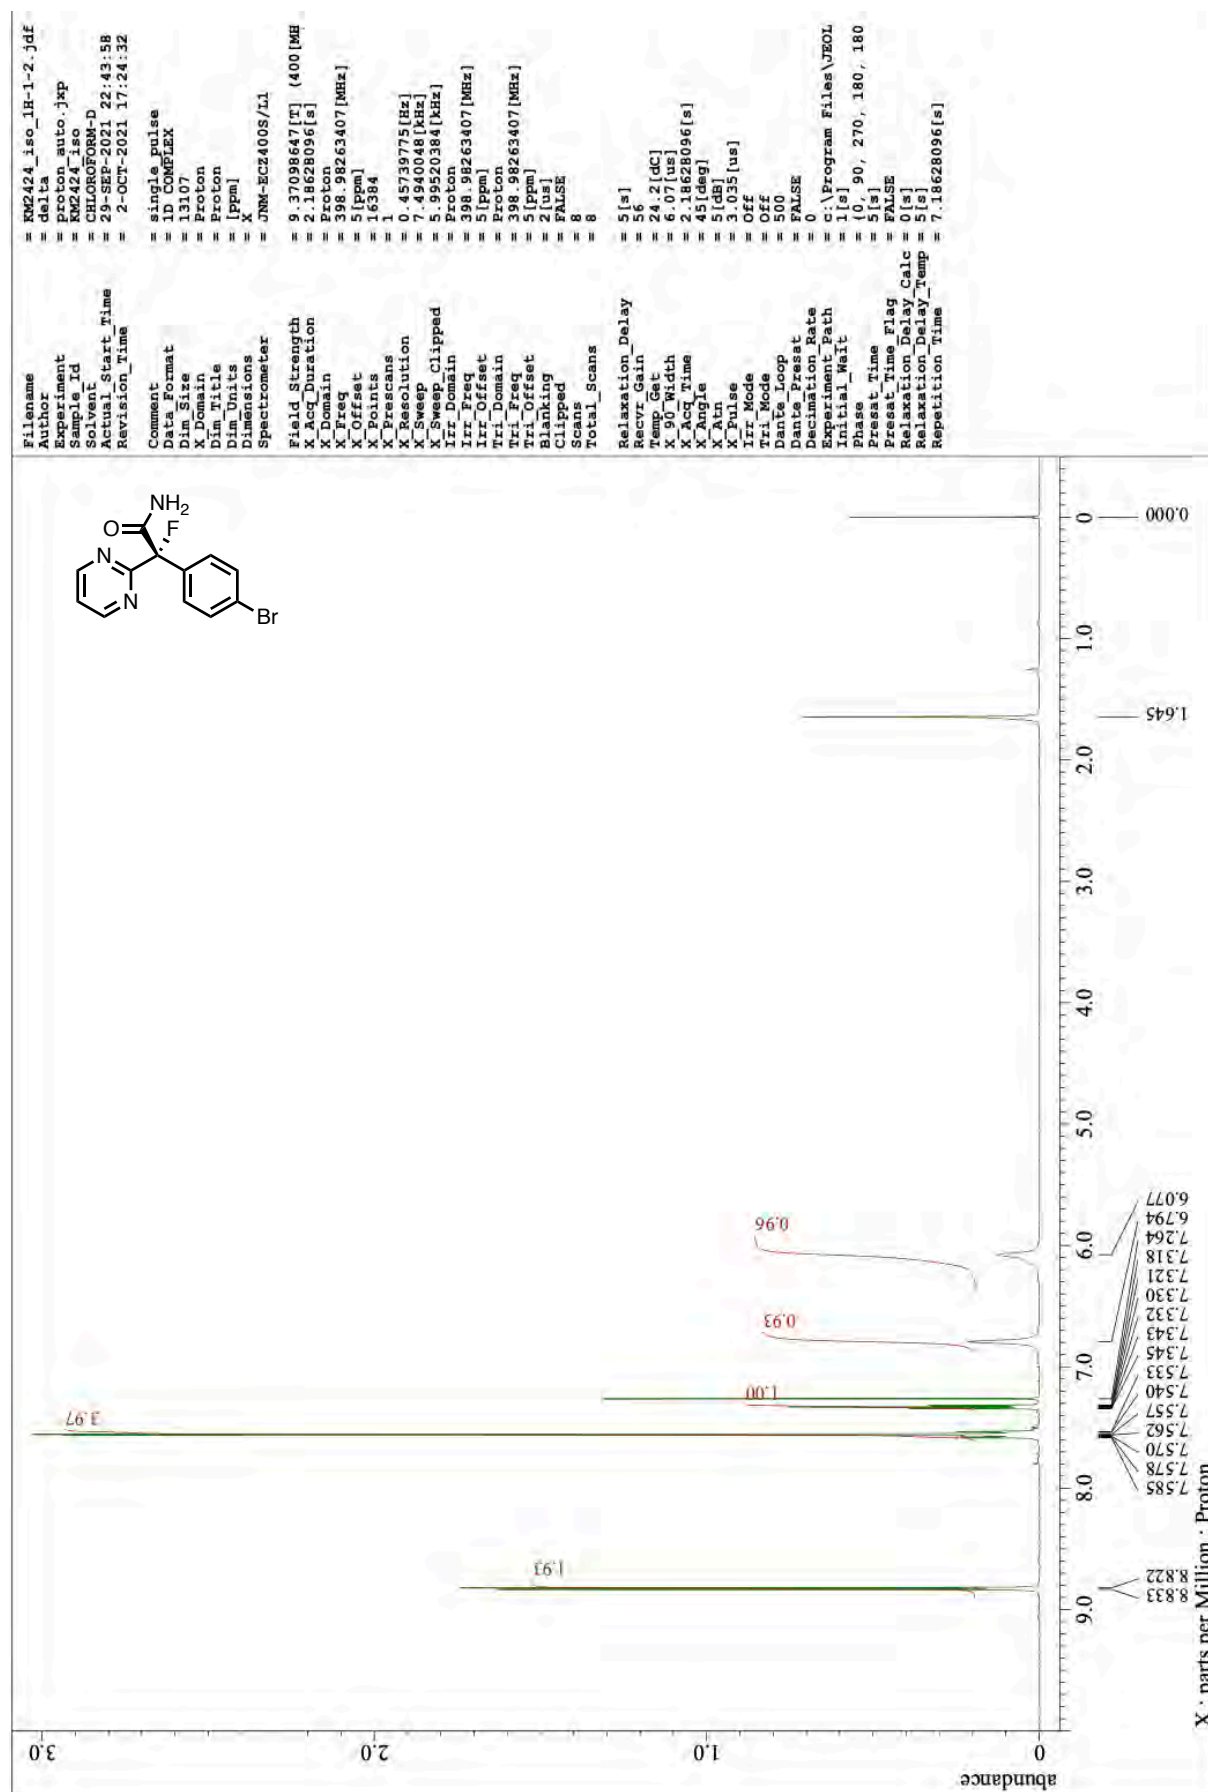 Filename = KM2424_iso_1H-1-2.jdf
Author = delta
Experiment = proton_auto.jxp
Sample_Id = KM2424_iso
Solvent = CHLOROFORM-D
Actual_Start_Time = 29-SEP-2021 22:43:58
Revision_Time = 2-OCT-2021 17:24:32
Comment = single_pulse
Data_Format = 1D COMPLEX
Dim_Size = 13107
X_Domain = Proton
Dim_Title = Proton
Dim_Units = [ppm]
Dimensions = X
Spectrometer = JNM-ECZ400S/L1
Field_Strength = 9.37098647[T] (400[MH
X_Acq_Duration = 2.18628096[s]
X_Domain = Proton
X_Freq = 398.98263407[MHz]
X_Offset = 5[ppm]
X_Points = 16384
X_Prescans = 1
X_Resolution = 0.45739775[Hz]
X_Sweep = 7.4940048[kHz]
X_Sweep_Clipped = 5.99520384[kHz]
Irr_Domain = Proton
Irr_Freq = 398.98263407[MHz]
Irr_Offset = 5[ppm]
Tri_Domain = Proton
Tri_Freq = 398.98263407[MHz]
Tri_Offset = 5[ppm]
Blanking = 2[us]
Clipped = FALSE
Scans = 8
Total_Scans = 8
Relaxation_Delay = 5[s]
Recvr_Gain = 56
Temp_Get = 24.2[dC]
X_90_Width = 6.07[us]
X_Acq_Time = 2.18628096[s]
X_Angle = 45[deg]
X_Atn = 5[dB]
X_Pulse = 3.035[us]
Irr_Mode = Off
Tri_Mode = Off
Dante_Loop = 500
Dante_Presat = FALSE
Decimation_Rate = 0
Experiment_Path = c:\Program Files\JEOL
Initial_Wait = 1[s]
Phase = {0, 90, 270, 180, 180
Presat_Time = 5[s]
Presat_Time_Flag = FALSE
Relaxation_Delay_Calc = 0[s]
Relaxation_Delay_Temp = 5[s]
Repetition_Time = 7.18628096[s]
NH2
O
F
N
N
Br
abundance
0 1.0 2.0 3.0
1.93
3.97
1.00
0.93
0.96
9.0 8.0 7.0 6.0 5.0 4.0 3.0 2.0 1.0 0
8.833
8.822
7.585
7.578
7.570
7.562
7.557
7.540
7.533
7.345
7.343
7.332
7.330
7.321
7.318
7.264
6.794
6.077
1.645
0.000
X : parts per Million : Proton